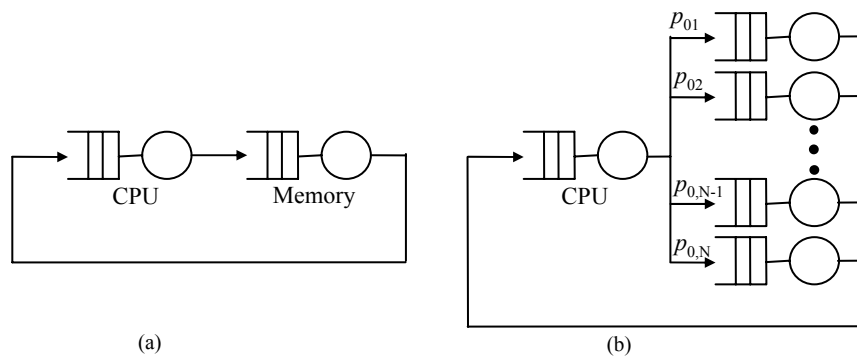 CPU
Memory
(a)
p01
p02
CPU
p0,N-1
p0,N
(b)